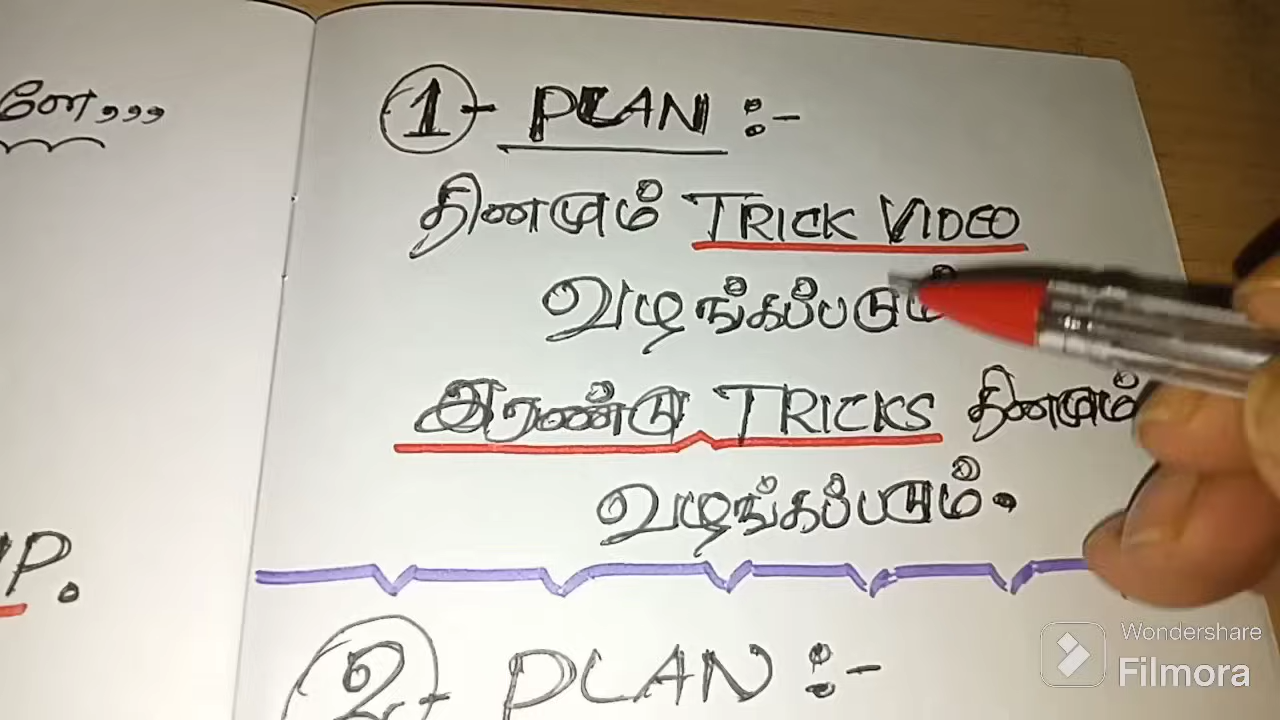 னே,,,
P.
① - PLAN :-
தினமும் TRICK VIDEO
வழங்கப்படும்
இரண்டு TRICKS தினமும்
வழங்கப்படும்.
② - PLAN :-
Wondershare
Filmora